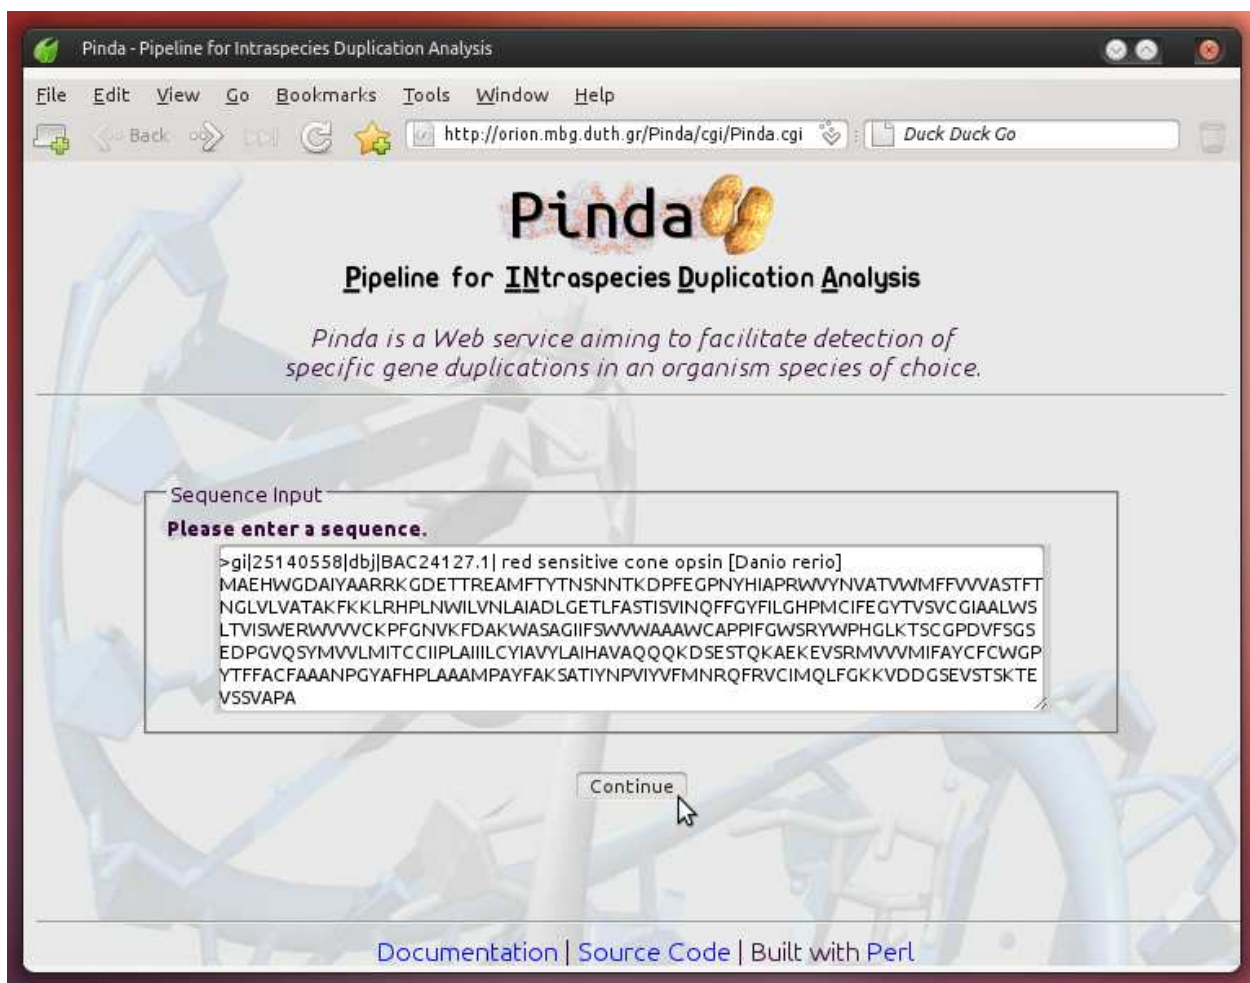 Pinda - Pipeline for Intraspecies Duplication Analysis
File Edit View Go Bookmarks Tools Window Help
Back http://orion.mbg.duth.gr/Pinda/cgi/Pinda.cgi Duck Duck Go
Pinda
Pipeline for INtraspecies Duplication Analysis
Pinda is a Web service aiming to facilitate detection of
specific gene duplications in an organism species of choice.
Sequence Input
Please enter a sequence.
>gi|25140558|dbj|BAC24127.1| red sensitive cone opsin [Danio rerio]
MAEHWGDAIYAARRKGDETTREAMFTYTNSNNTKDPFEGPNYHIAPRWVYNVATVWMFFVVVASTFT
NGLVLVATAKFKKLRHPLNWILVNLAIADLGETLFASTISVINQFFGYFILGHPMCIFEGYTVSVCGIAALWS
LTVISWERWVVVCKPFGNVKFDAKWASAGIIFSWVWAAAWCAPPIFGWSRYWPHGLKTSCGPDVFSGS
EDPGVQSYMVVLMITCCIIPLAIIILCYIAVYLAIHAVAQQQKDSESTQKAEKEVSRMVVVMIFAYCFCWGP
YTFFACFAAANPGYAFHPLAAAMPAYFAKSATIYNPVIYVFMNRQFRVCIMQLFGKKVDDGSEVSTSKTE
VSSVAPA
Continue
Documentation | Source Code | Built with Perl